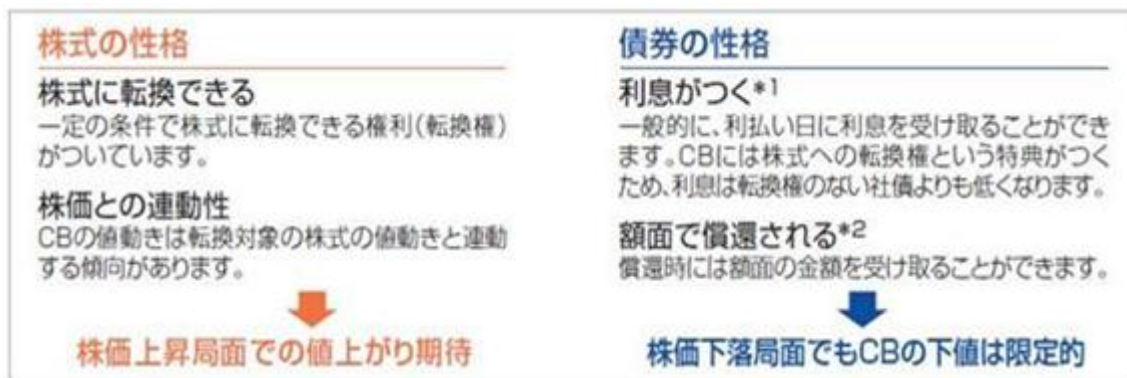 株式の性格
株式に転換できる
一定の条件で株式に転換できる権利(転換権)
がついています。
株価との連動性
CBの値動きは転換対象の株式の値動きと連動
する傾向があります。
株価上昇局面での値上がり期待
債券の性格
利息がつく*1
一般的に、利払い日に利息を受け取ることができ
ます。CBには株式への転換権という特典がつく
ため、利息は転換権のない社債よりも低くなります。
額面で償還される*2
償還時には額面の金額を受け取ることができます。
株価下落局面でもCBの下値は限定的